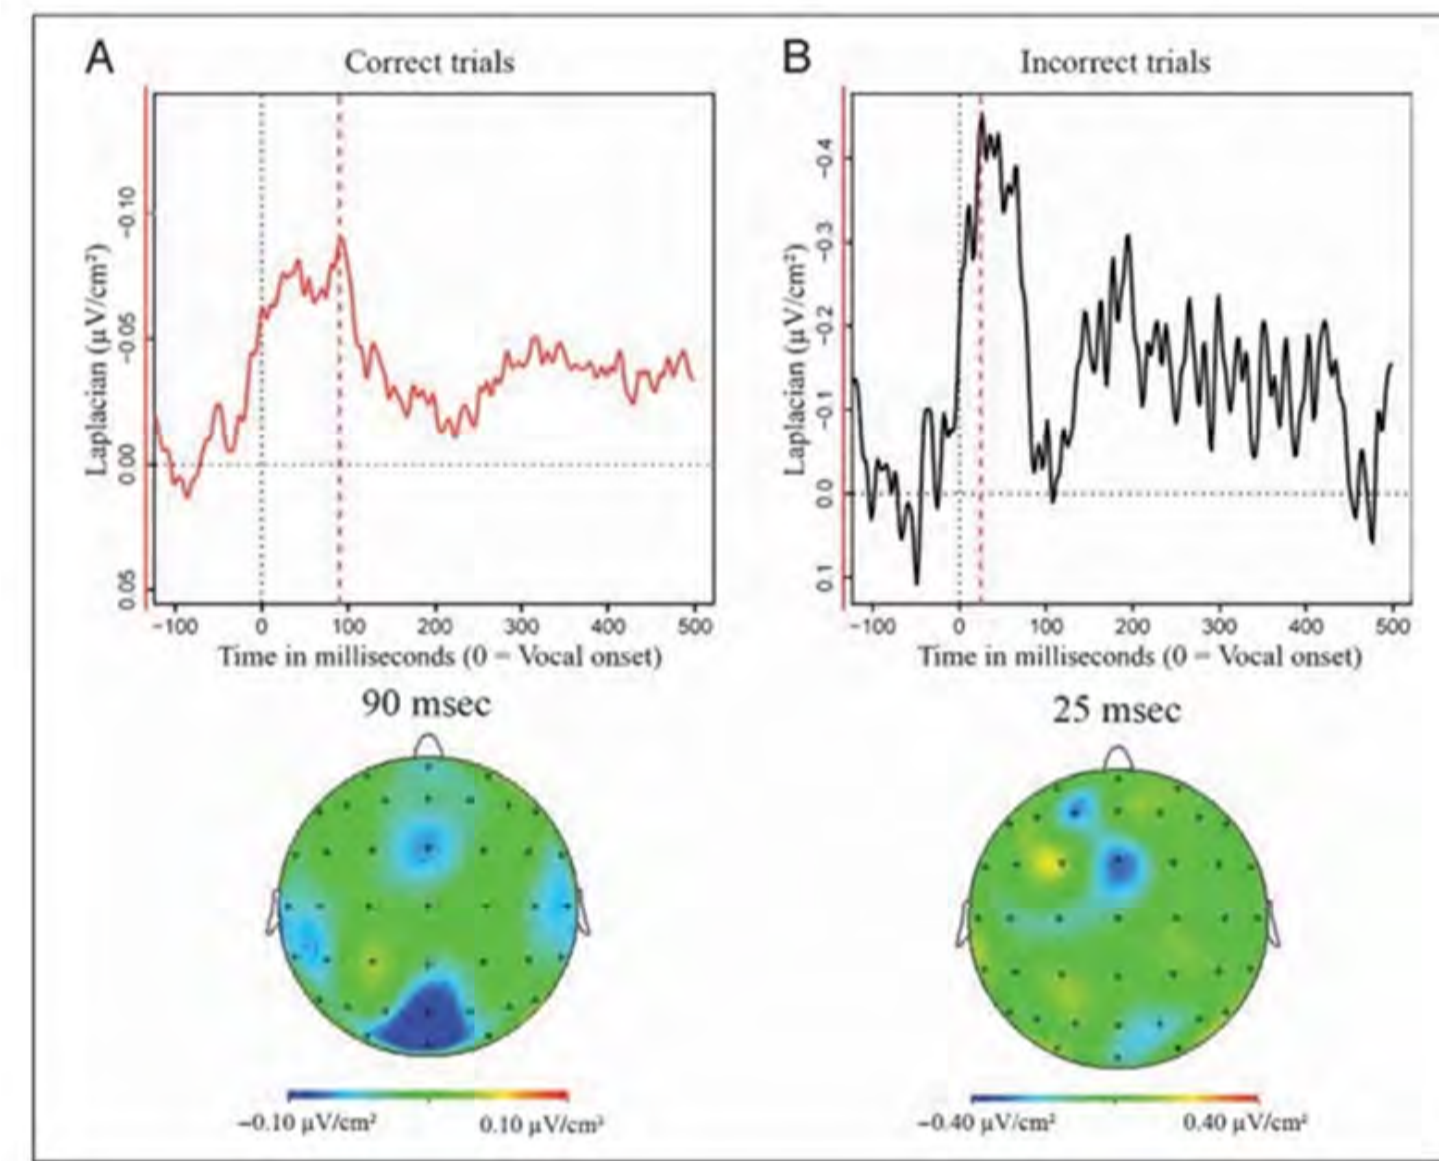 A
Correct trials
Laplacian (µV/cm²)
-0.10
-0.05
0.00
0.05
-100 0 100 200 300 400 500
Time in milliseconds (0 = Vocal onset)
90 msec
-0.10 µV/cm² 0.10 µV/cm²
B
Incorrect trials
Laplacian (µV/cm²)
-0.4
-0.3
-0.2
-0.1
0.0
0.1
-100 0 100 200 300 400 500
Time in milliseconds (0 = Vocal onset)
25 msec
-0.40 µV/cm² 0.40 µV/cm²